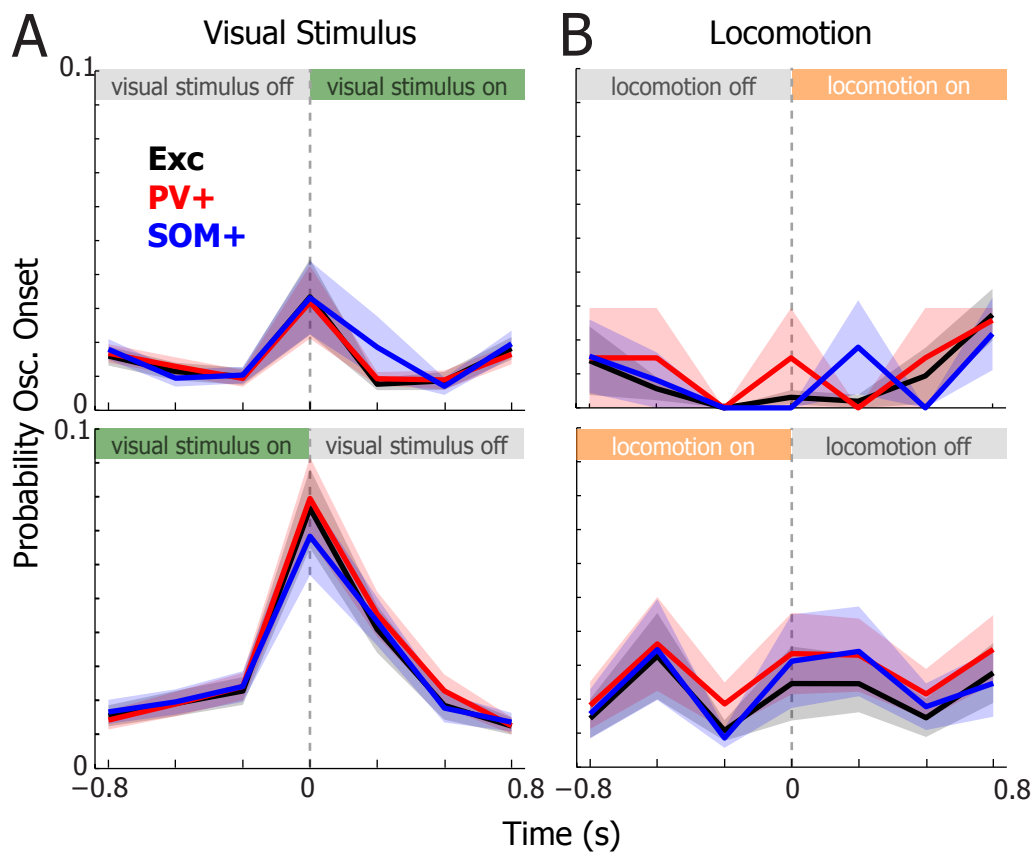 A
Visual Stimulus
B
Locomotion
0.1
visual stimulus off
visual stimulus on
locomotion off
locomotion on
Exc
PV+
SOM+
0
0.1
visual stimulus on
visual stimulus off
locomotion on
locomotion off
0
Probability Osc. Onset
−0.8
0
0.8
−0.8
0
0.8
Time (s)